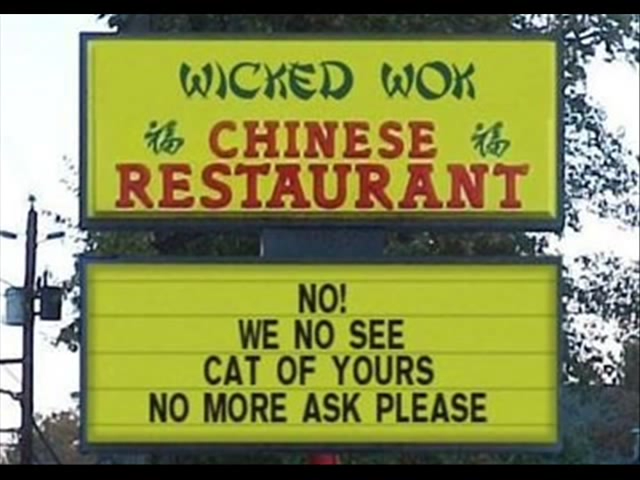 WICKED WOK
福 CHINESE 福
RESTAURANT
NO!
WE NO SEE
CAT OF YOURS
NO MORE ASK PLEASE